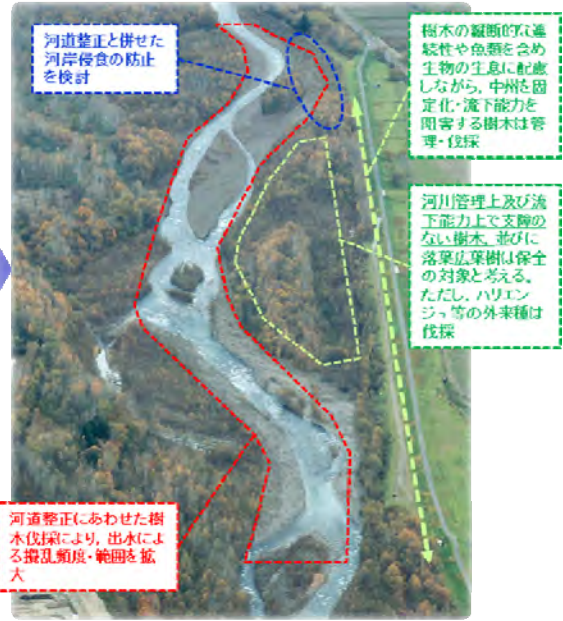 河道整正と併せた
河岸侵食の防止
を検討
樹木の縦断的な連
続性や魚類を含め
生物の生息に配慮
しながら、中州を固
定化・流下能力を
阻害する樹木は管
理・伐採
河川管理上及び流
下能力上で支障の
ない樹木、並びに
落葉広葉樹は保全
の対象と考える。
ただし、ハリエン
ジュ等の外来種は
伐採
河道整正にあわせた樹
木伐採により、出水によ
る攪乱頻度・範囲を拡
大